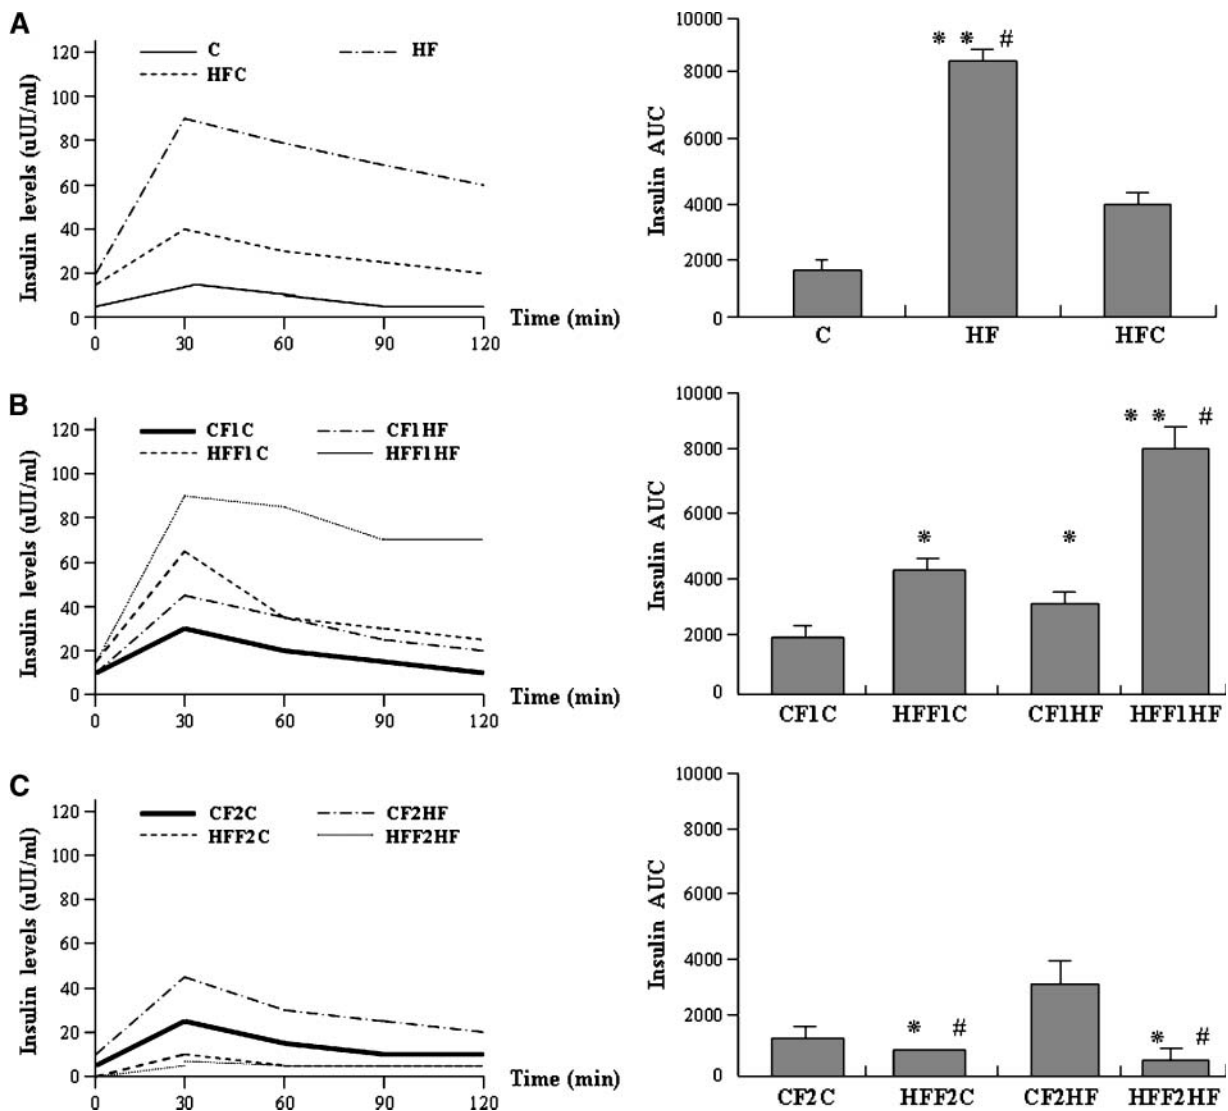 A
C HF
HFC
Insulin levels (uUI/ml)
120
100
80
60
40
20
0
0 30 60 90 120
Time (min)
Insulin AUC
10000
8000
6000
4000
2000
0
* * #
C HF HFC
B
CF1C CF1HF
HFF1C HFF1HF
Insulin levels (uUI/ml)
120
100
80
60
40
20
0
0 30 60 90 120
Time (min)
Insulin AUC
10000
8000
6000
4000
2000
0
* * * * #
CF1C HFF1C CF1HF HFF1HF
C
CF2C CF2HF
HFF2C HFF2HF
Insulin levels (uUI/ml)
120
100
80
60
40
20
0
0 30 60 90 120
Time (min)
Insulin AUC
10000
8000
6000
4000
2000
0
* # * #
CF2C HFF2C CF2HF HFF2HF